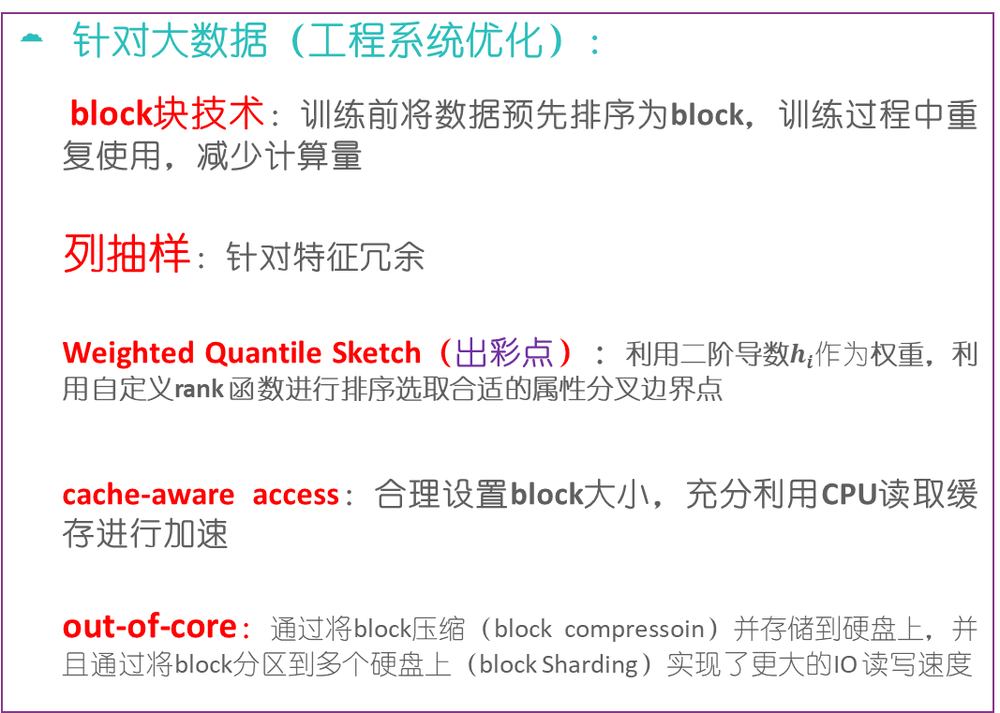 针对大数据（工程系统优化）:
block块技术：训练前将数据预先排序为block，训练过程中重
复使用，减少计算量
列抽样：针对特征冗余
Weighted Quantile Sketch（出彩点）：利用二阶导数hᵢ作为权重，利
用自定义rank函数进行排序选取合适的属性分叉边界点
cache-aware access：合理设置block大小，充分利用CPU读取缓
存进行加速
out-of-core：通过将block压缩（block compressoin）并存储到硬盘上，并
且通过将block分区到多个硬盘上（block Sharding）实现了更大的IO读写速度